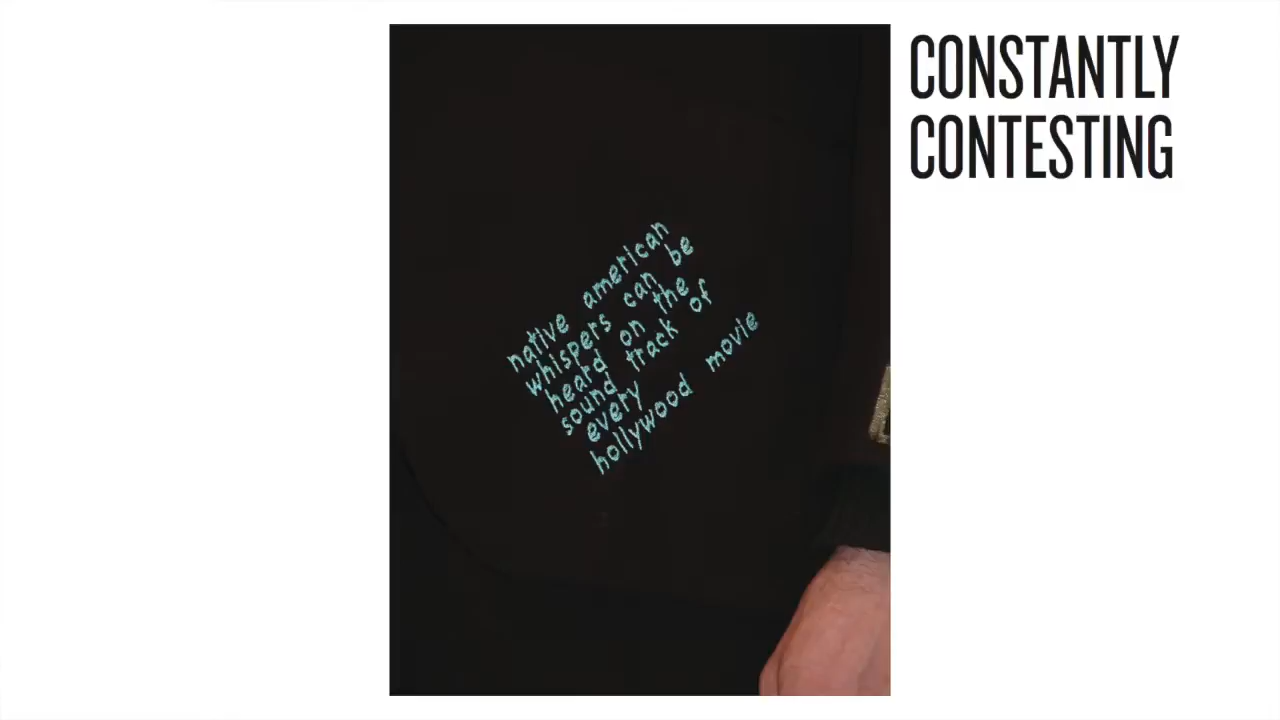 CONSTANTLY
CONTESTING
native american
whispers can be
heard on the
sound track of
every
hollywood movie